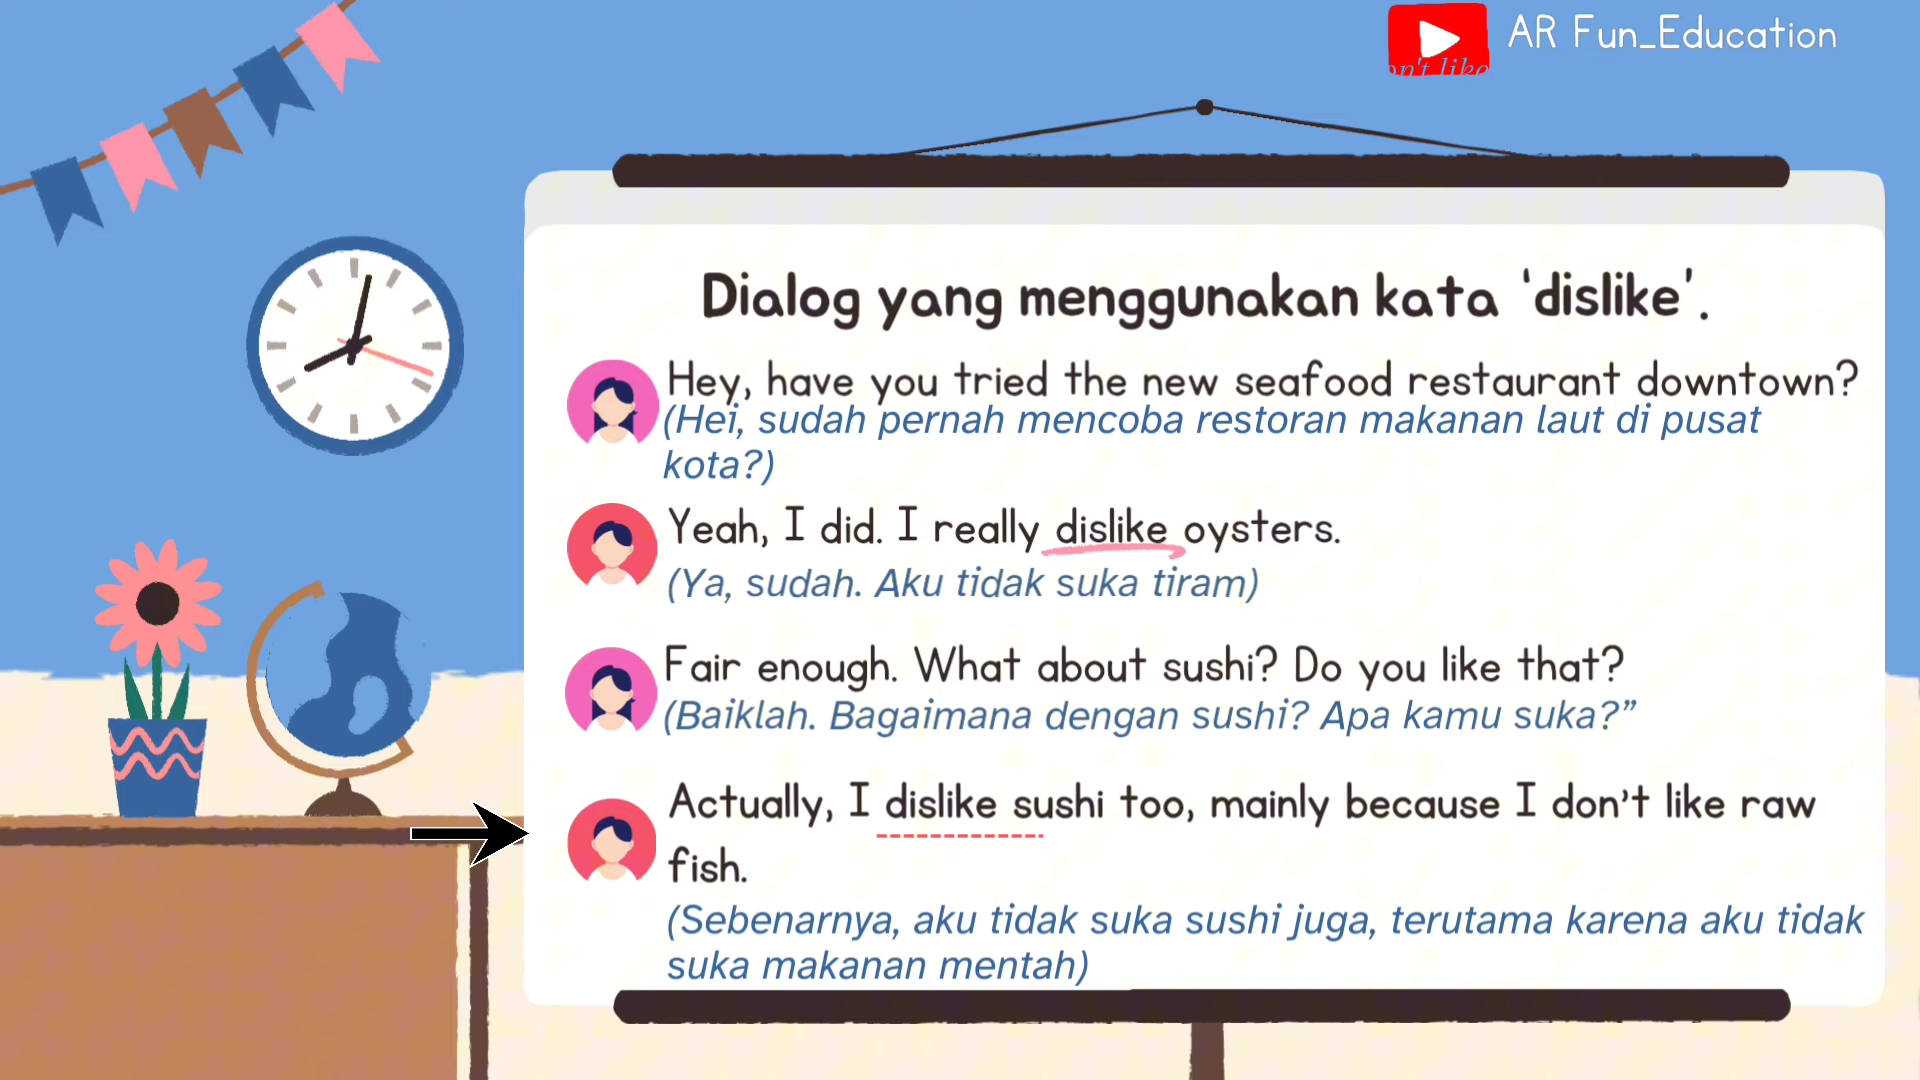 AR Fun_Education
on't like
Dialog yang menggunakan kata 'dislike'.
Hey, have you tried the new seafood restaurant downtown?
(Hei, sudah pernah mencoba restoran makanan laut di pusat
kota?)
Yeah, I did. I really dislike oysters.
(Ya, sudah. Aku tidak suka tiram)
Fair enough. What about sushi? Do you like that?
(Baiklah. Bagaimana dengan sushi? Apa kamu suka?”
Actually, I dislike sushi too, mainly because I don't like raw
fish.
(Sebenarnya, aku tidak suka sushi juga, terutama karena aku tidak
suka makanan mentah)